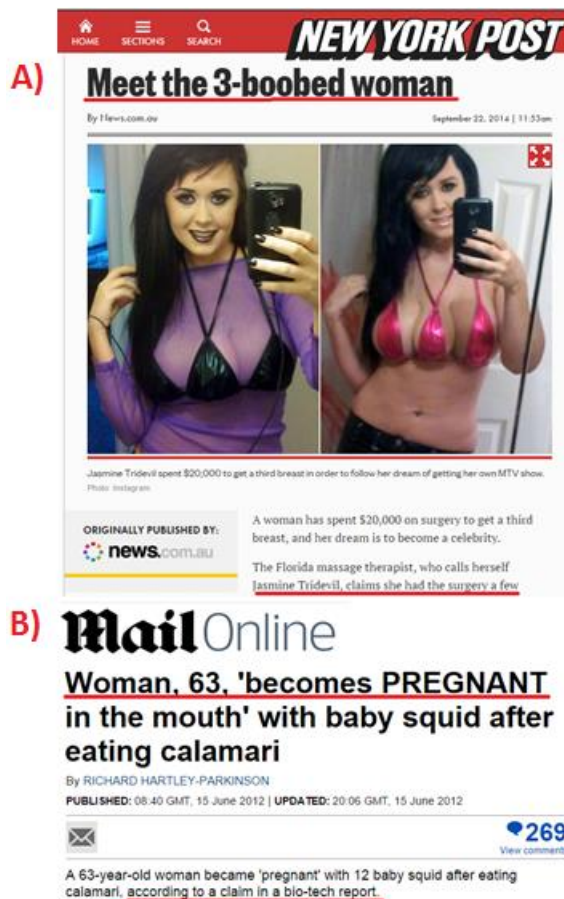 HOME SECTIONS SEARCH
NEW YORK POST
A)
Meet the 3-boobed woman
By News.com.au September 22, 2014 | 11:53am
Jasmine Tridevil spent $20,000 to get a third breast in order to follow her dream of getting her own MTV show.
Photo: Instagram
ORIGINALLY PUBLISHED BY:
news.com.au
A woman has spent $20,000 on surgery to get a third
breast, and her dream is to become a celebrity.
The Florida massage therapist, who calls herself
Jasmine Tridevil, claims she had the surgery a few
B)
Mail Online
Woman, 63, 'becomes PREGNANT
in the mouth' with baby squid after
eating calamari
By RICHARD HARTLEY-PARKINSON
PUBLISHED: 08:40 GMT, 15 June 2012 | UPDATED: 20:06 GMT, 15 June 2012
269
View comments
A 63-year-old woman became 'pregnant' with 12 baby squid after eating
calamari, according to a claim in a bio-tech report.